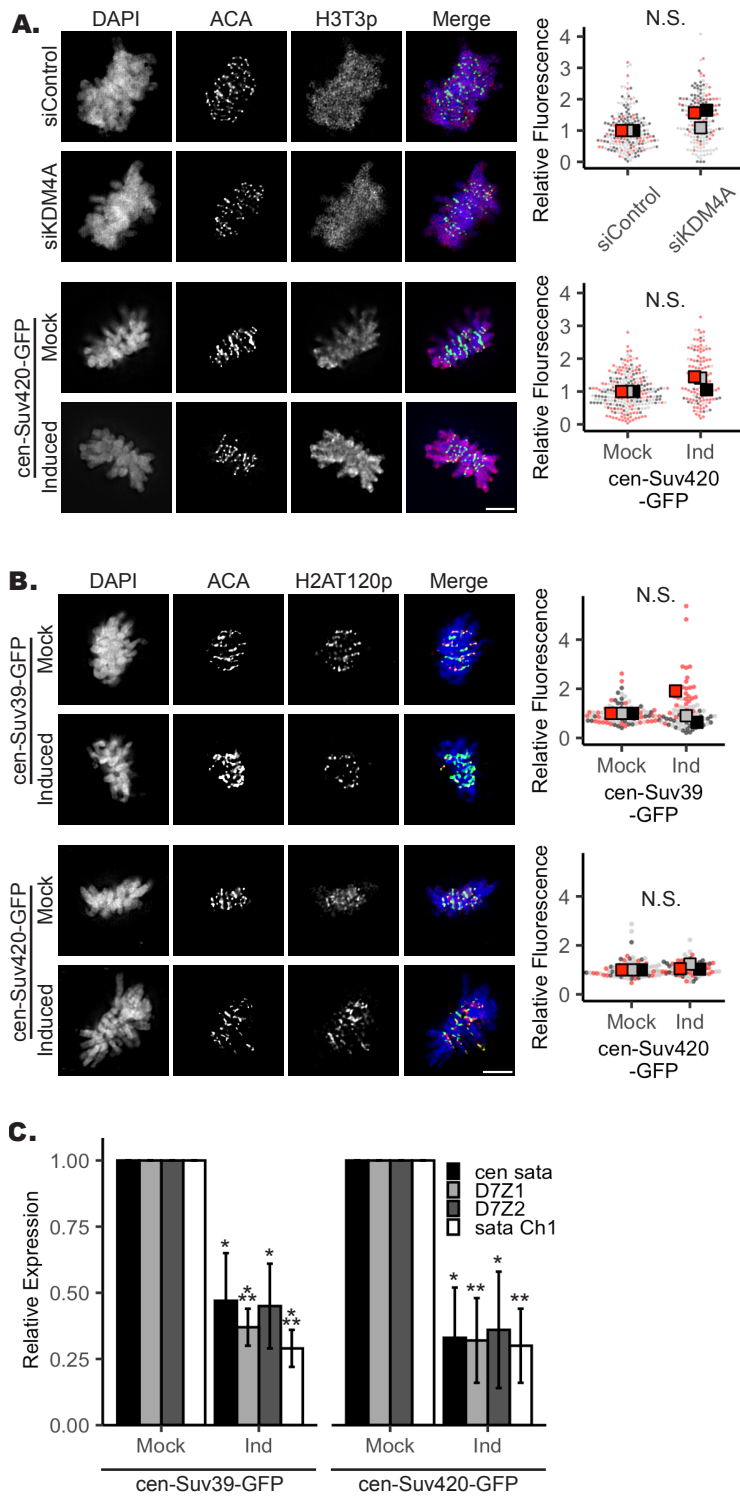 A.
DAPI ACA H3T3p Merge
siControl
siKDM4A
Mock
Induced
cen-Suv420-GFP
N.S.
Relative Fluorescence
4
3
2
1
0
siControl siKDM4A
N.S.
Relative Floursecence
4
3
2
1
0
Mock Ind
cen-Suv420
-GFP
B.
DAPI ACA H2AT120p Merge
Mock
Induced
cen-Suv39-GFP
Mock
Induced
cen-Suv420-GFP
N.S.
Relative Fluorescence
4
2
0
Mock Ind
cen-Suv39
-GFP
N.S.
Relative Fluorescence
4
2
0
Mock Ind
cen-Suv420
-GFP
C.
Relative Expression
1.00
0.75
0.50
0.25
0.00
cen sata
D7Z1
D7Z2
sata Ch1
* * ** * * **
* ** * **
Mock Ind Mock Ind
cen-Suv39-GFP cen-Suv420-GFP